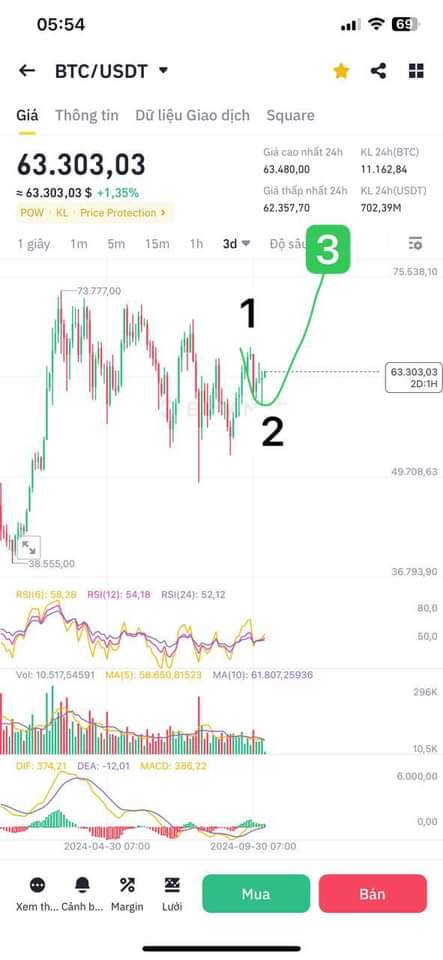 05:54
69
BTC/USDT
Giá Thông tin Dữ liệu Giao dịch Square
63.303,03
≈ 63.303,03 $ +1,35%
POW KL Price Protection
Giá cao nhất 24h KL 24h(BTC)
63.480,00 11.162,84
Giá thấp nhất 24h KL 24h(USDT)
62.357,70 702,39M
1 giây 1m 5m 15m 1h 3d Độ sâu
3
75.538,10
73.777,00
1
63.303,03
2D:1H
2
49.708,63
38.555,00
36.793,90
RSI(6): 58,38 RSI(12): 54,18 RSI(24): 52,12
80,0
50,0
Vol: 10.517,54591 MA(5): 58.650,81523 MA(10): 61.807,25936
296K
10,5K
DIF: 374,21 DEA: -12,01 MACD: 386,22
6.000,00
0,00
2024-04-30 07:00 2024-09-30 07:00
Xem th... Cảnh b... Margin Lưới Mua Bán